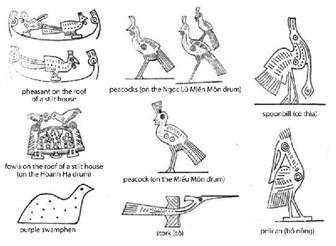 pheasant on the roof
of a stilt house
peacocks (on the Ngọc Lũ Miền Môn drum)
spoonbill (cò thìa)
fowls on the roof of a stilt house
(on the Hoành Hạ drum)
peacock (on the Miếu Môn drum)
purple swamphen
stork (cò)
pelican (bồ nông)